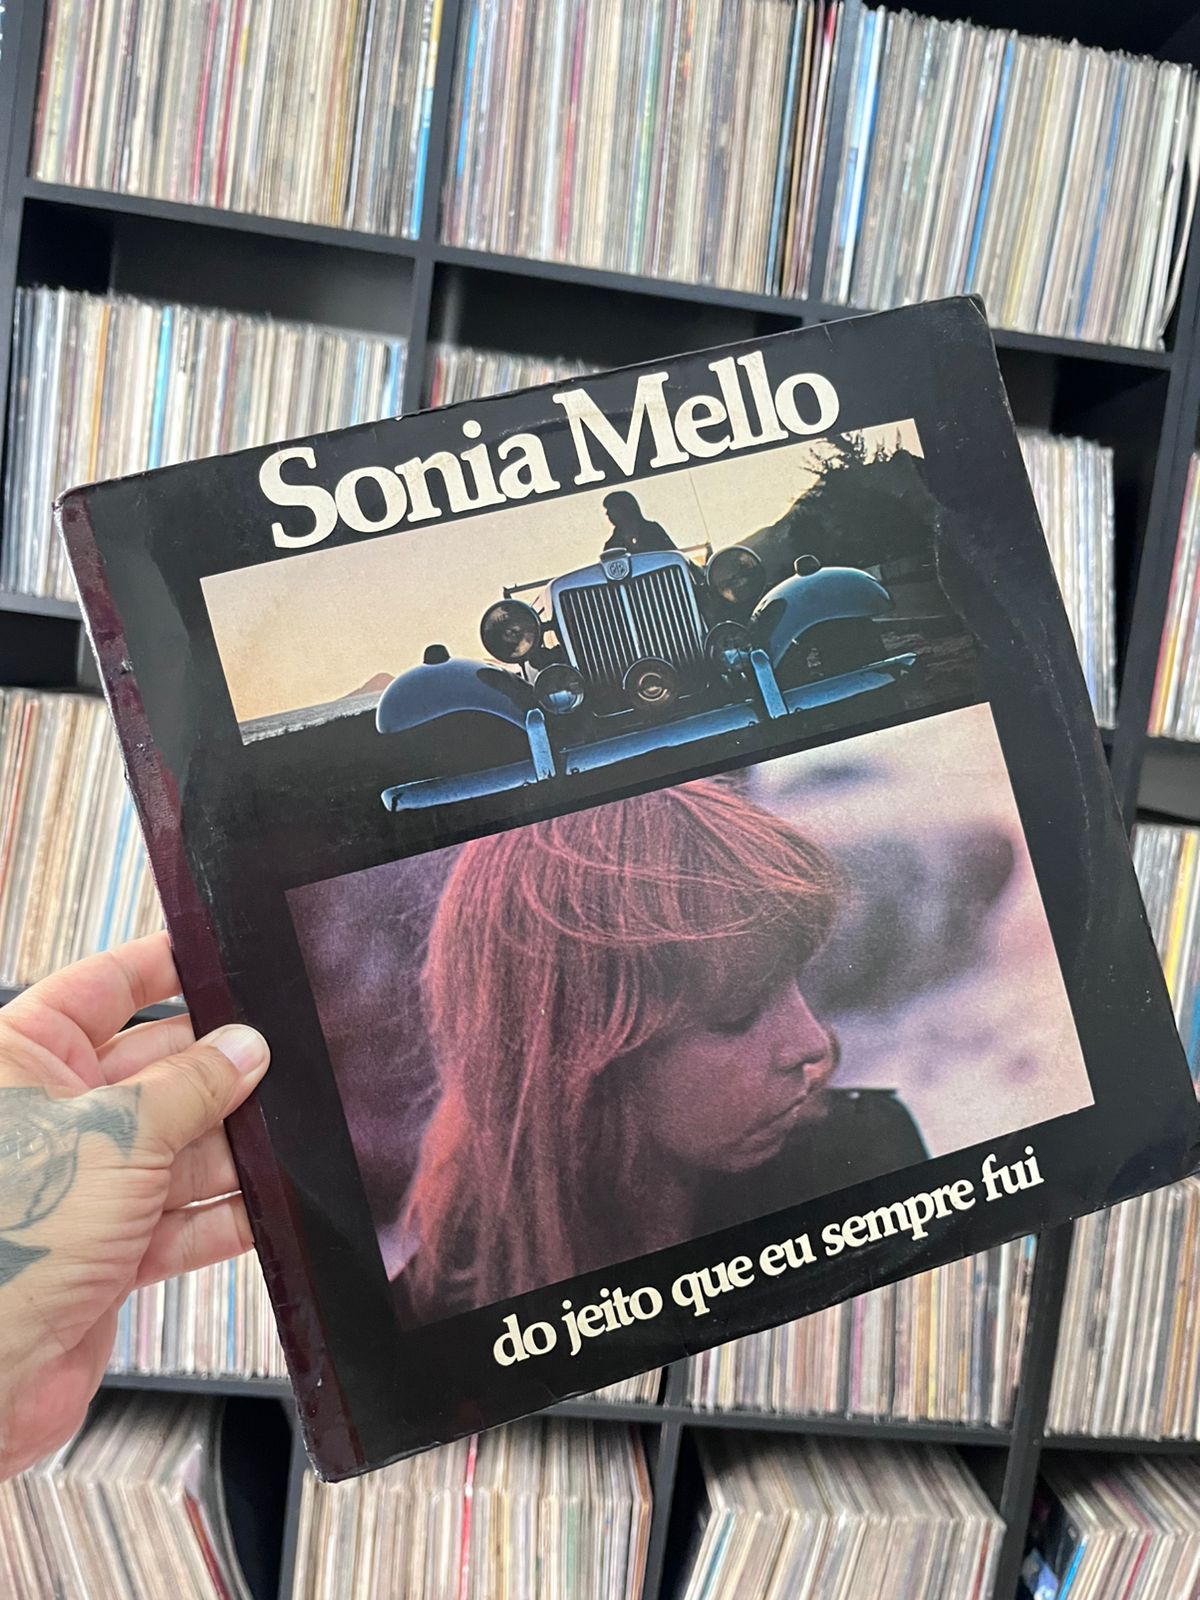 Sonia Mello
do jeito que eu sempre fui